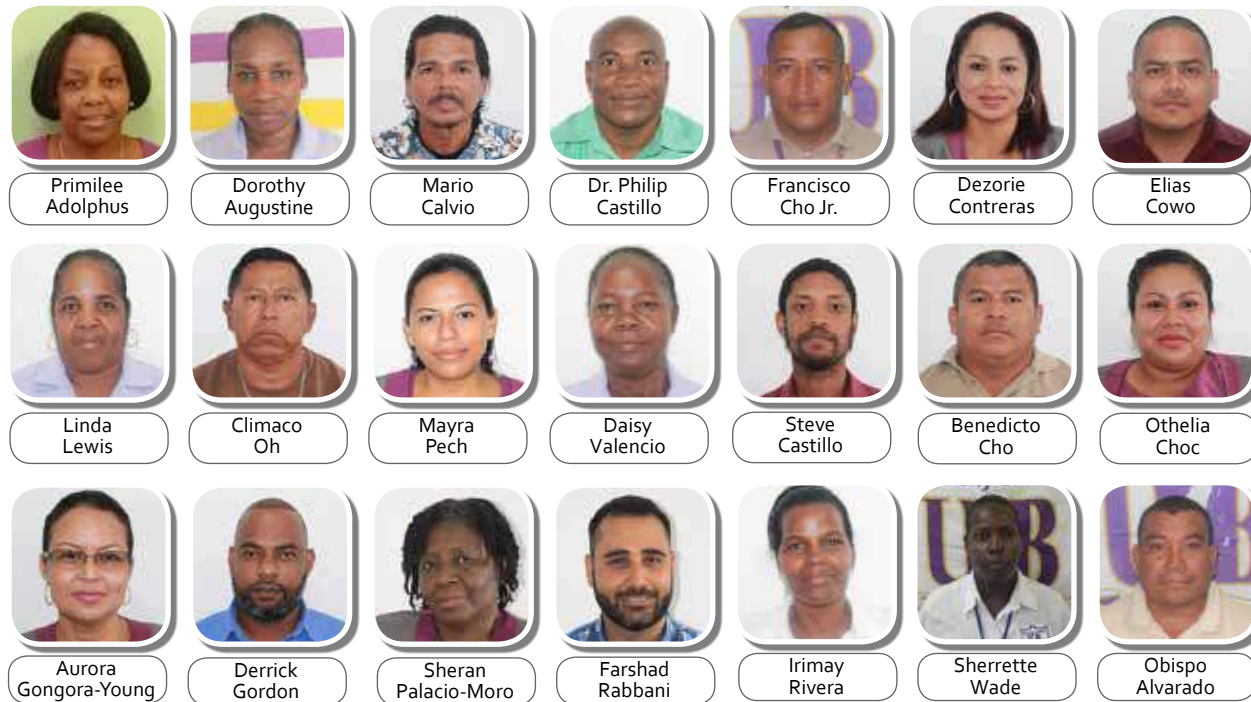 UB
Primilee
Adolphus
Dorothy
Augustine
Mario
Calvio
Dr. Philip
Castillo
Francisco
Cho Jr.
Dezorie
Contreras
Elias
Cowo
Linda
Lewis
Climaco
Oh
Mayra
Pech
Daisy
Valencio
Steve
Castillo
Benedicto
Cho
Othelia
Choc
UB
Aurora
Gongora-Young
Derrick
Gordon
Sheran
Palacio-Moro
Farshad
Rabbani
Irimay
Rivera
Sherrette
Wade
Obispo
Alvarado